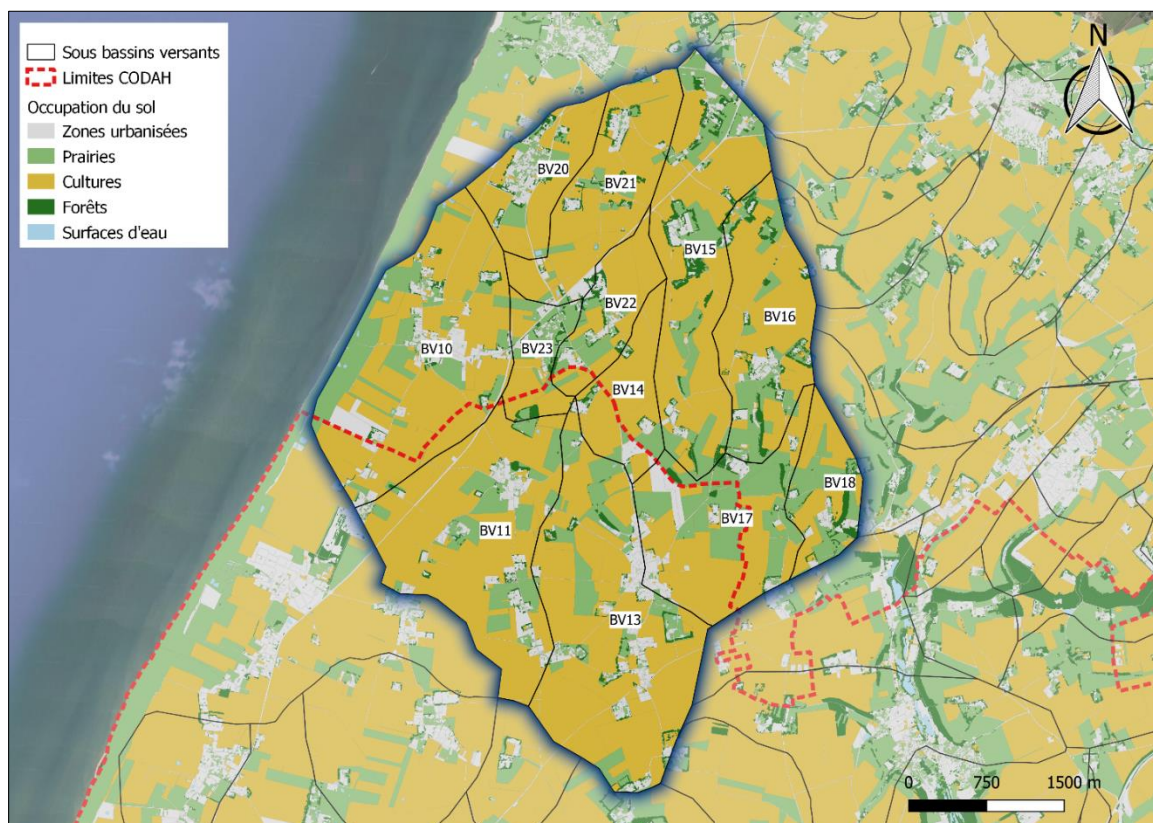 Sous bassins versants
Limites CODAH
Occupation du sol
Zones urbanisées
Prairies
Cultures
Forêts
Surfaces d'eau
N
BV20
BV21
BV15
BV22
BV16
BV10
BV23
BV14
BV18
BV11
BV17
BV13
0 750 1500 m